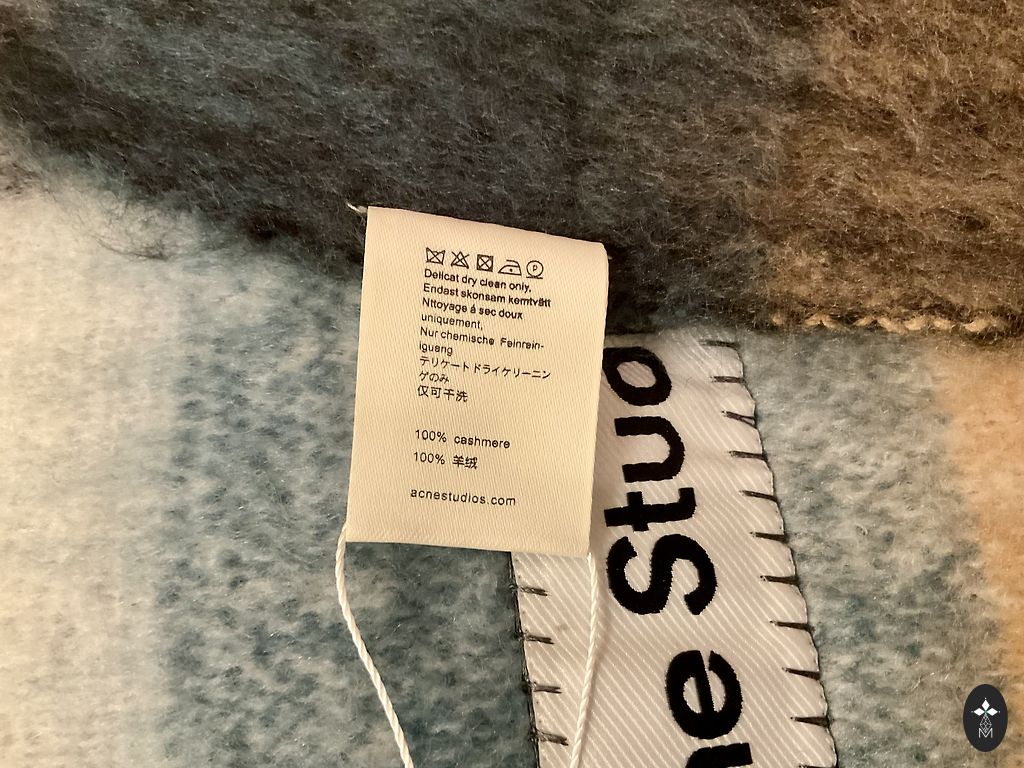 Delicat dry clean only,
Endast skonsam kemtvätt
Nttoyage á sec doux
uniquement,
Nur chemische Feinrein-
iguang
テリケート ドライケリーニン
ゲのみ
仅可干洗
100% cashmere
100% 羊绒
acnestudios.com
ne Stud
P
M